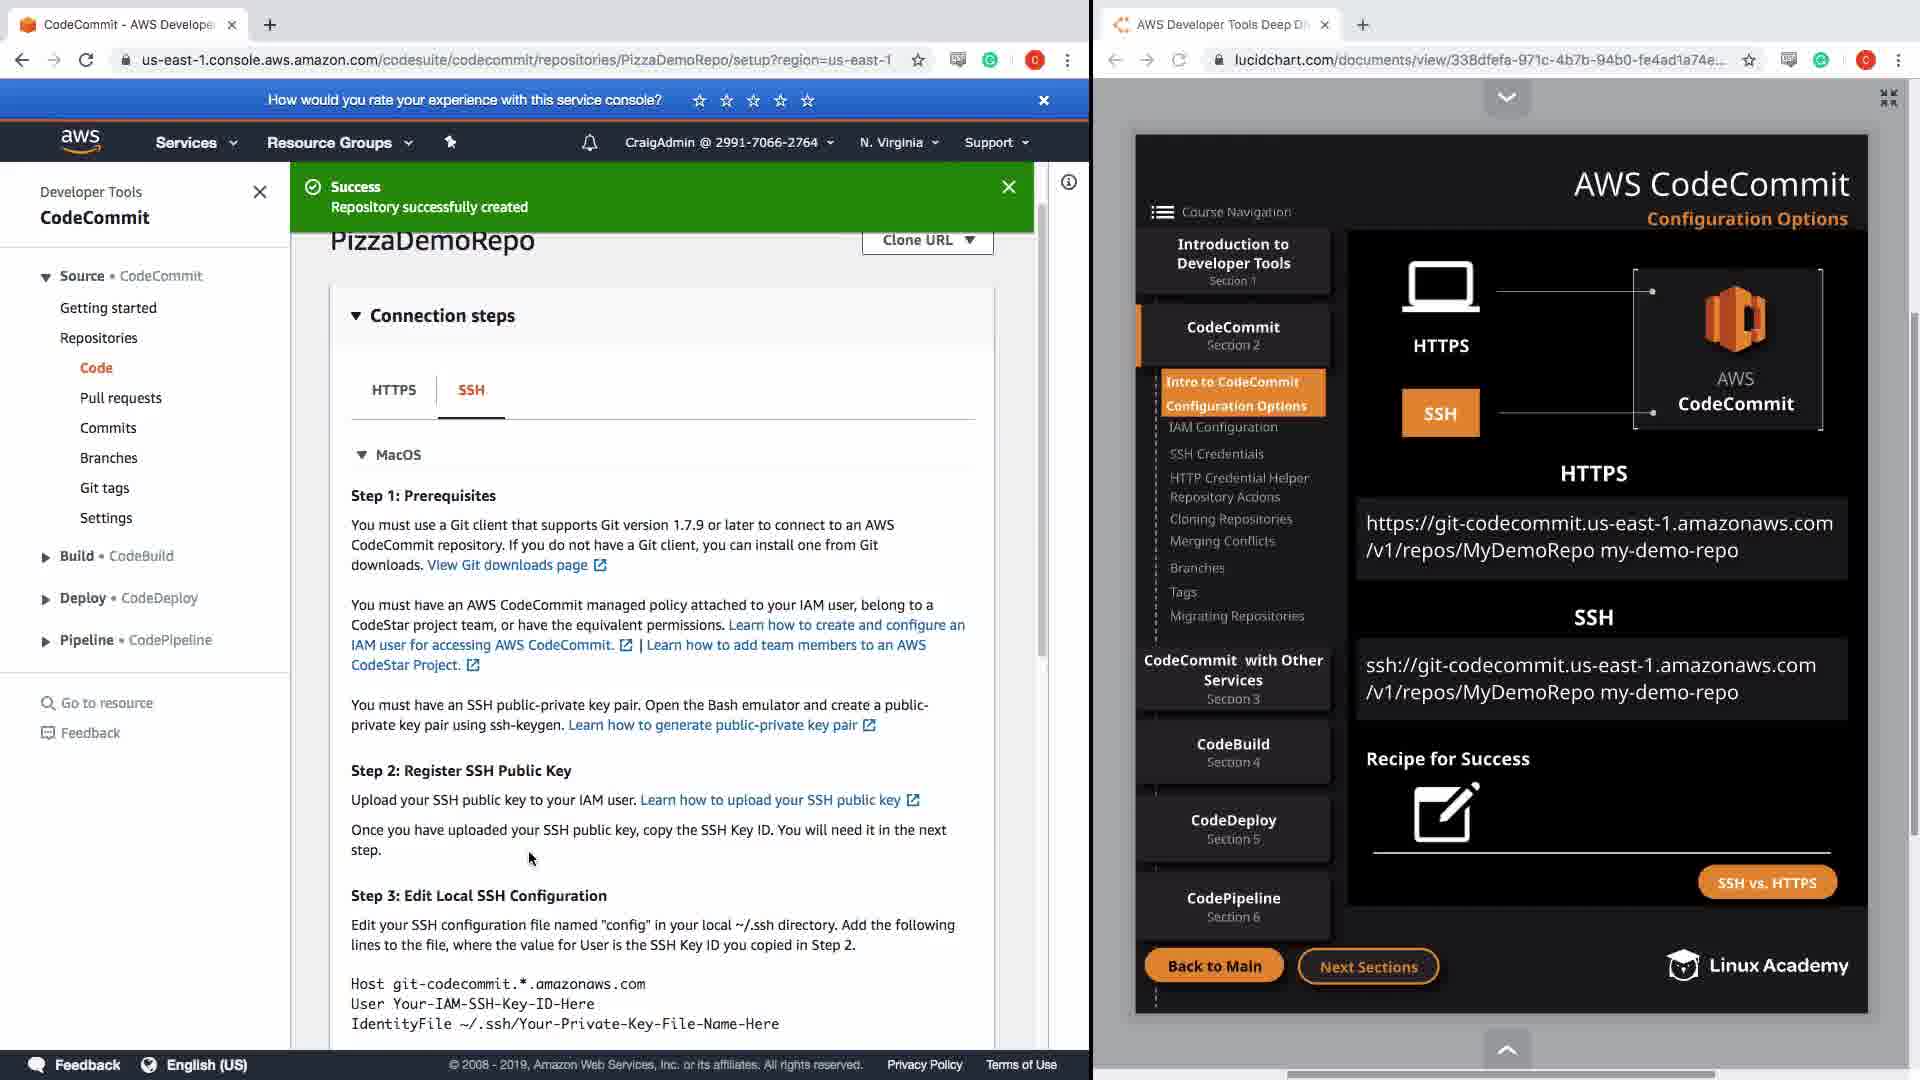 CodeCommit - AWS Develope
us-east-1.console.aws.amazon.com/codesuite/codecommit/repositories/PizzaDemoRepo/setup?region=us-east-1
C
How would you rate your experience with this service console?
aws
Services
Resource Groups
CraigAdmin @ 2991-7066-2764
N. Virginia
Support
Developer Tools
CodeCommit
Source • CodeCommit
Getting started
Repositories
Code
Pull requests
Commits
Branches
Git tags
Settings
Build • CodeBuild
Deploy • CodeDeploy
Pipeline • CodePipeline
Go to resource
Feedback
Success
Repository successfully created
PizzaDemoRepo
Clone URL
Connection steps
HTTPS
SSH
MacOS
Step 1: Prerequisites
You must use a Git client that supports Git version 1.7.9 or later to connect to an AWS
CodeCommit repository. If you do not have a Git client, you can install one from Git
downloads. View Git downloads page
You must have an AWS CodeCommit managed policy attached to your IAM user, belong to a
CodeStar project team, or have the equivalent permissions. Learn how to create and configure an
IAM user for accessing AWS CodeCommit. | Learn how to add team members to an AWS
CodeStar Project.
You must have an SSH public-private key pair. Open the Bash emulator and create a public-
private key pair using ssh-keygen. Learn how to generate public-private key pair
Step 2: Register SSH Public Key
Upload your SSH public key to your IAM user. Learn how to upload your SSH public key
Once you have uploaded your SSH public key, copy the SSH Key ID. You will need it in the next
step.
Step 3: Edit Local SSH Configuration
Edit your SSH configuration file named "config" in your local ~/.ssh directory. Add the following
lines to the file, where the value for User is the SSH Key ID you copied in Step 2.
Host git-codecommit.*.amazonaws.com
User Your-IAM-SSH-Key-ID-Here
IdentityFile ~/.ssh/Your-Private-Key-File-Name-Here
Feedback
English (US)
© 2008 - 2019, Amazon Web Services, Inc. or its affiliates. All rights reserved.
Privacy Policy
Terms of Use
AWS Developer Tools Deep Di
lucidchart.com/documents/view/338dfefa-971c-4b7b-94b0-fe4ad1a74e...
C
AWS CodeCommit
Configuration Options
Course Navigation
Introduction to
Developer Tools
Section 1
CodeCommit
Section 2
Intro to CodeCommit
Configuration Options
IAM Configuration
SSH Credentials
HTTP Credential Helper
Repository Actions
Cloning Repositories
Merging Conflicts
Branches
Tags
Migrating Repositories
CodeCommit with Other
Services
Section 3
CodeBuild
Section 4
CodeDeploy
Section 5
CodePipeline
Section 6
Back to Main
Next Sections
HTTPS
SSH
AWS
CodeCommit
HTTPS
https://git-codecommit.us-east-1.amazonaws.com
/v1/repos/MyDemoRepo my-demo-repo
SSH
ssh://git-codecommit.us-east-1.amazonaws.com
/v1/repos/MyDemoRepo my-demo-repo
Recipe for Success
SSH vs. HTTPS
Linux Academy